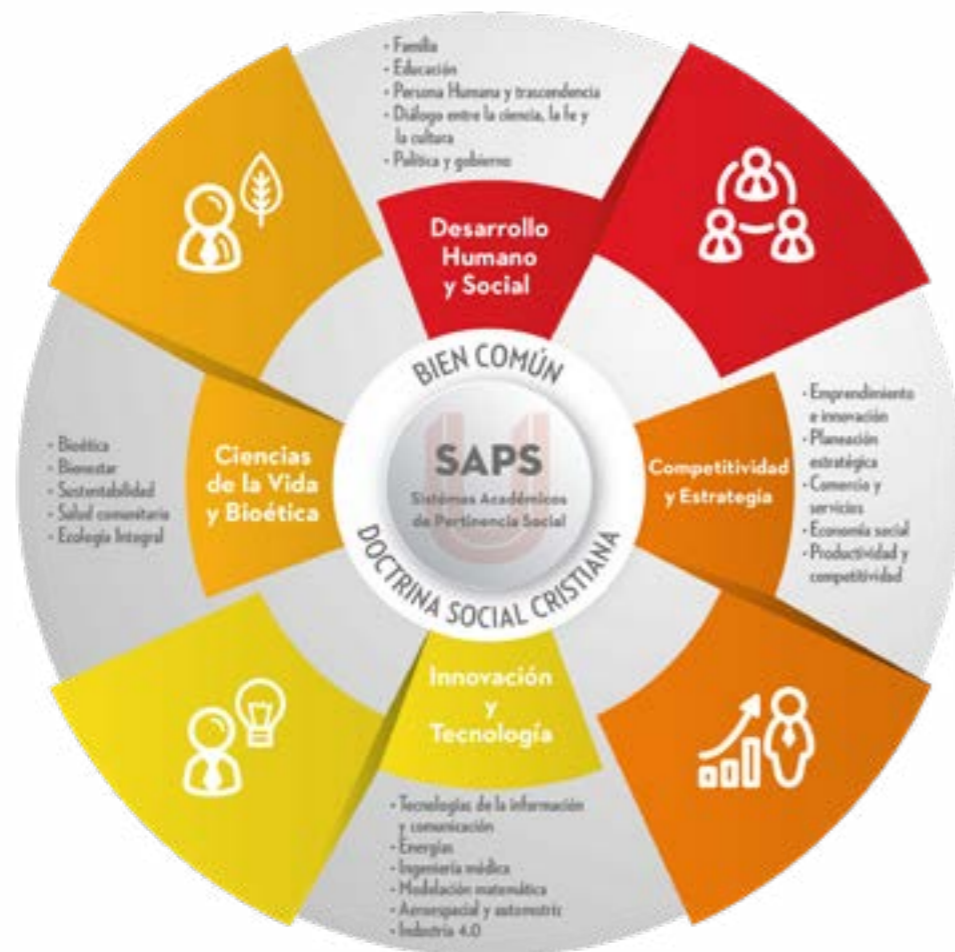 • Familia
• Educación
• Persona Humana y trascendencia
• Diálogo entre la ciencia, la fe y
la cultura
• Política y gobierno
Desarrollo
Humano
y Social
BIEN COMÚN
SAPS
Sistemas Académicos
de Pertinencia Social
DOCTRINA SOCIAL CRISTIANA
Competitividad
y Estrategia
• Emprendimiento
e innovación
• Planeación
estratégica
• Comercio y
servicios
• Economía social
• Productividad y
competitividad
Ciencias
de la Vida
y Bioética
• Bioética
• Bienestar
• Sustentabilidad
• Salud comunitaria
• Ecología Integral
Innovación
y
Tecnología
• Tecnologías de la información
y comunicación
• Energías
• Ingeniería médica
• Modelación matemática
• Aeroespacial y automotriz
• Industria 4.0